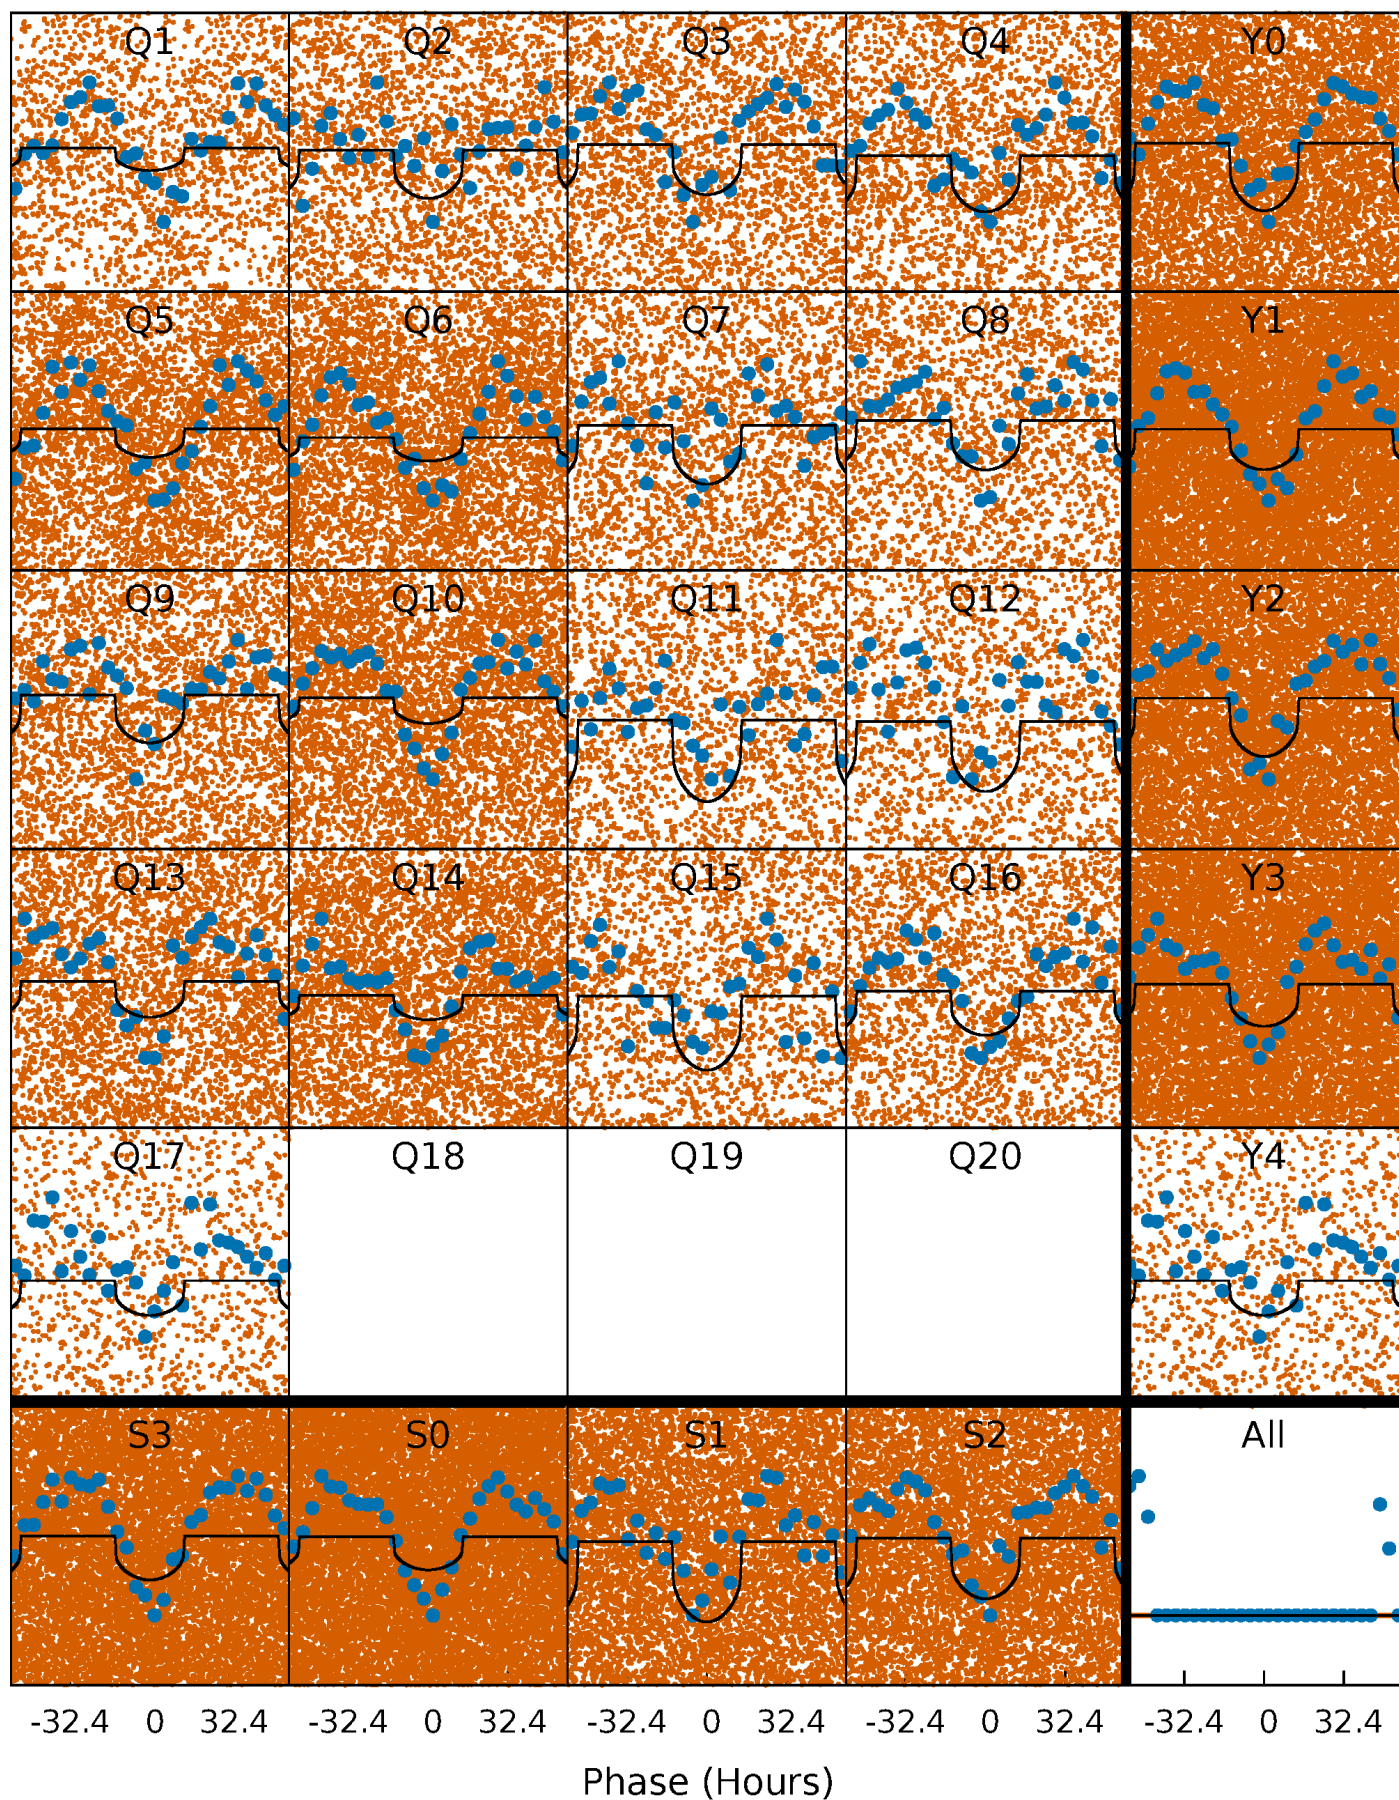 Q1 Q2 Q3 Q4 Y0
Q5 Q6 Q7 Q8 Y1
Q9 Q10 Q11 Q12 Y2
Q13 Q14 Q15 Q16 Y3
Q17 Q18 Q19 Q20 Y4
S3 S0 S1 S2 All
-32.4 0 32.4 -32.4 0 32.4 -32.4 0 32.4 -32.4 0 32.4 -32.4 0 32.4
Phase (Hours)